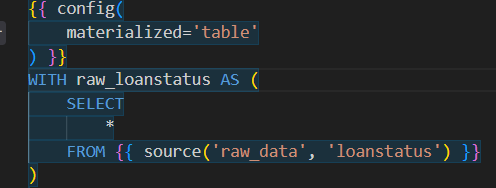 {{ config(
    materialized='table'
) }}
WITH raw_loanstatus AS (
    SELECT
        *
    FROM {{ source('raw_data', 'loanstatus') }}
)